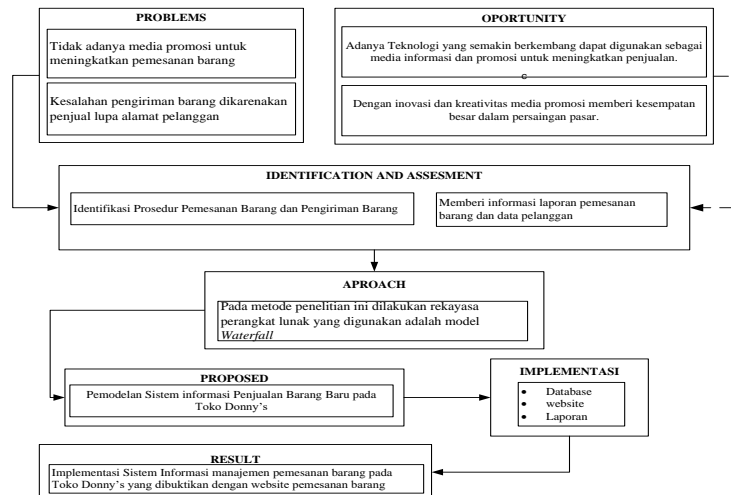 PROBLEMS
Tidak adanya media promosi untuk
meningkatkan pemesanan barang
Kesalahan pengiriman barang dikarenakan
penjual lupa alamat pelanggan
OPORTUNITY
Adanya Teknologi yang semakin berkembang dapat digunakan sebagai
media informasi dan promosi untuk meningkatkan penjualan.
c
Dengan inovasi dan kreativitas media promosi memberi kesempatan
besar dalam persaingan pasar.
IDENTIFICATION AND ASSESMENT
Identifikasi Prosedur Pemesanan Barang dan Pengiriman Barang
Memberi informasi laporan pemesanan
barang dan data pelanggan
APROACH
Pada metode penelitian ini dilakukan rekayasa
perangkat lunak yang digunakan adalah model
Waterfall
PROPOSED
Pemodelan Sistem informasi Penjualan Barang Baru pada
Toko Donny's
IMPLEMENTASI
• Database
• website
• Laporan
RESULT
Implementasi Sistem Informasi manajemen pemesanan barang pada
Toko Donny's yang dibuktikan dengan website pemesanan barang